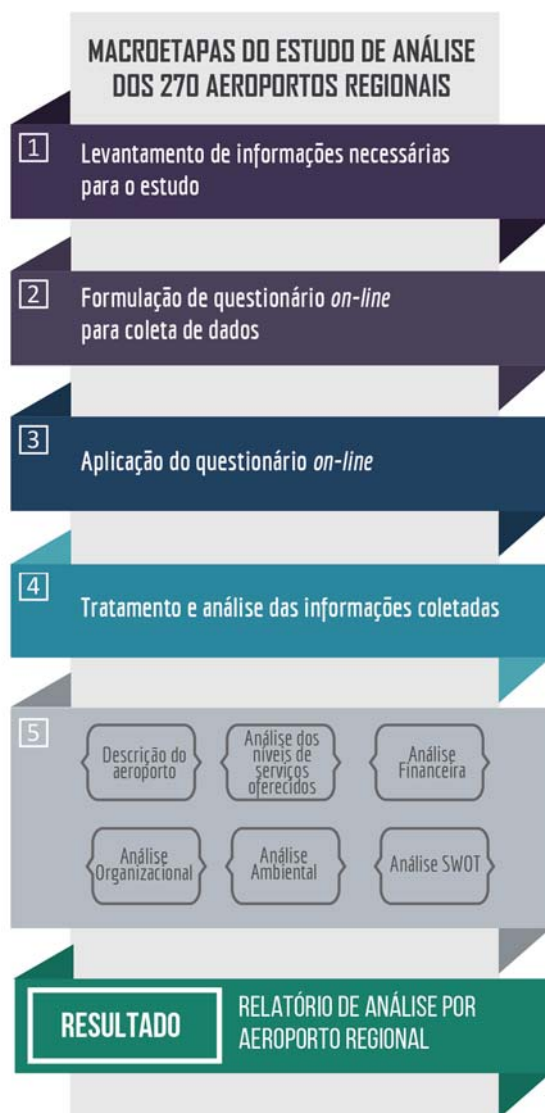 MACROETAPAS DO ESTUDO DE ANÁLISE
DOS 270 AEROPORTOS REGIONAIS
1
Levantamento de informações necessárias
para o estudo
2
Formulação de questionário on-line
para coleta de dados
3
Aplicação do questionário on-line
4
Tratamento e análise das informações coletadas
5
Descrição do
aeroporto
Análise dos
níveis de
serviços
oferecidos
Análise
Financeira
Análise
Organizacional
Análise
Ambiental
Análise SWOT
RESULTADO
RELATÓRIO DE ANÁLISE POR
AEROPORTO REGIONAL